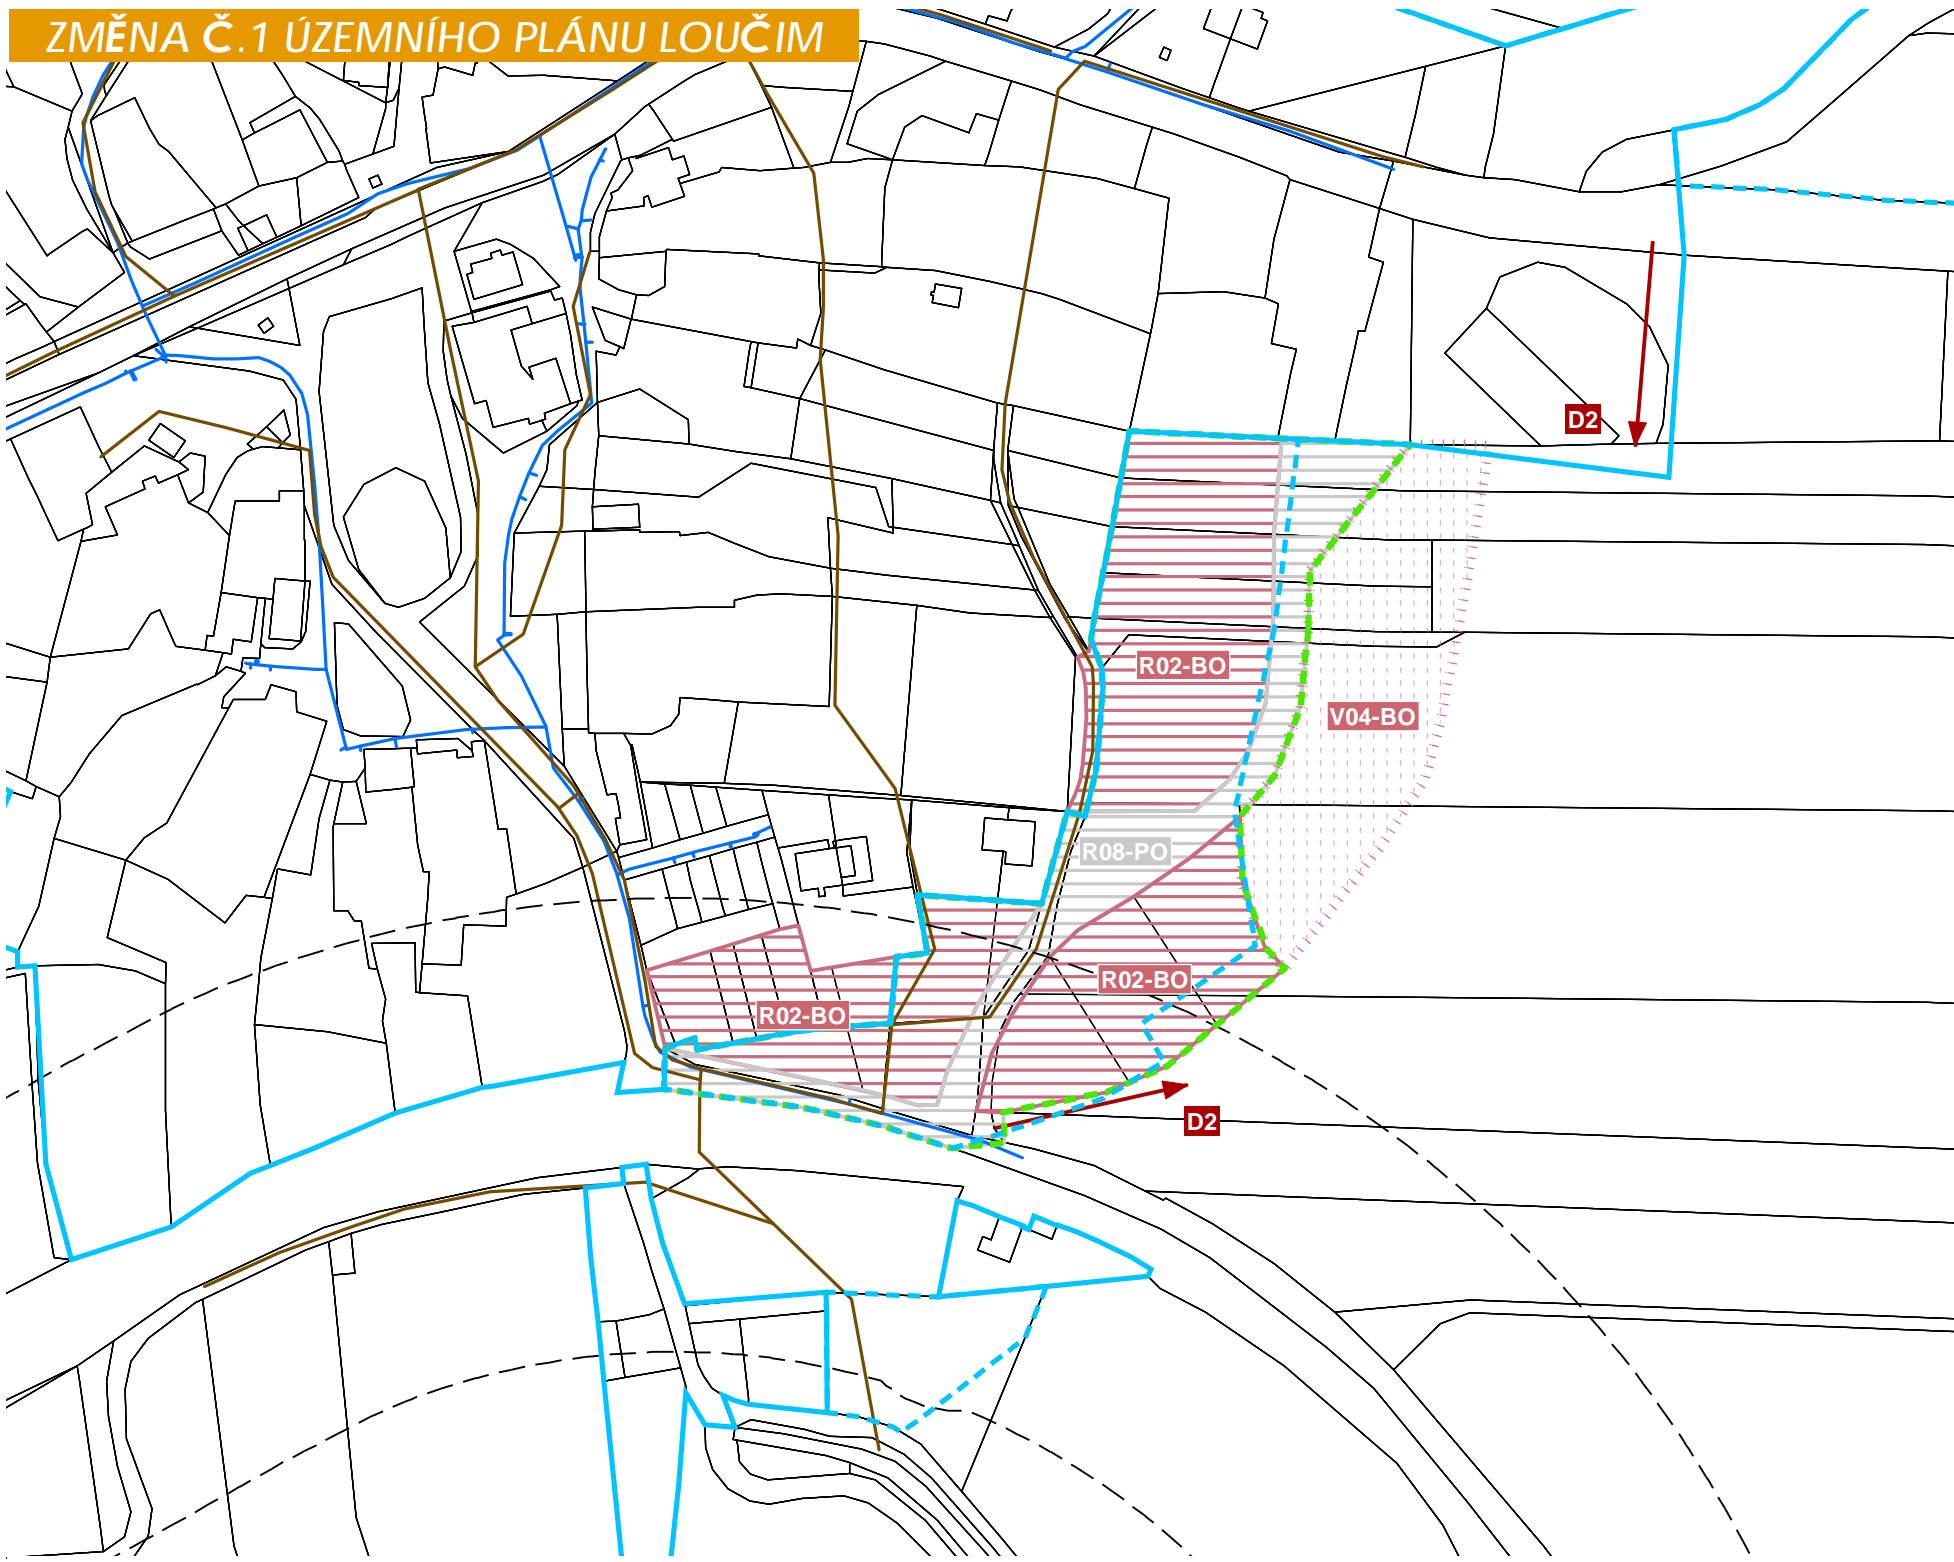 ZMĚNA Č.1 ÚZEMNÍHO PLÁNU LOUČIM
D2
R02-BO
V04-BO
R08-PO
R02-BO
R02-BO
D2